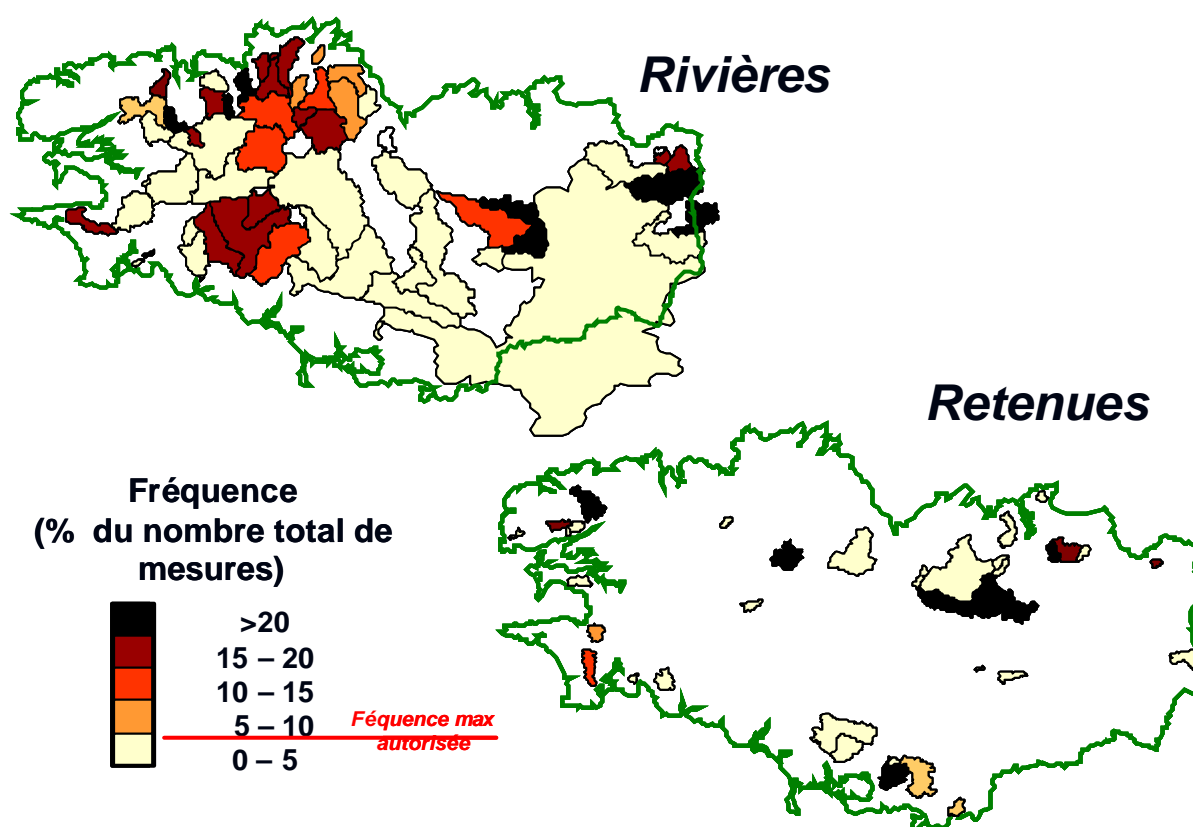 Rivières
Retenues
Fréquence
(% du nombre total de
mesures)
>20
15 – 20
10 – 15
5 – 10
0 – 5
Féquence max
autorisée